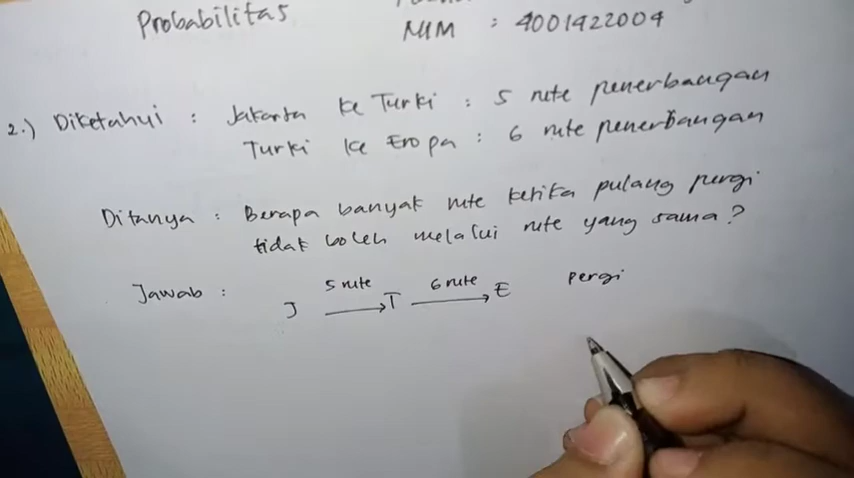 Probabilitas
NIM : 4001422004
2.) Diketahui : Jakarta ke Turki : 5 rute penerbangan
Turki ke Eropa : 6 rute penerbangan
Ditanya : Berapa banyak rute ketika pulang pergi
tidak boleh melalui rute yang sama?
Jawab :
5 rute 6 rute
J T E pergi